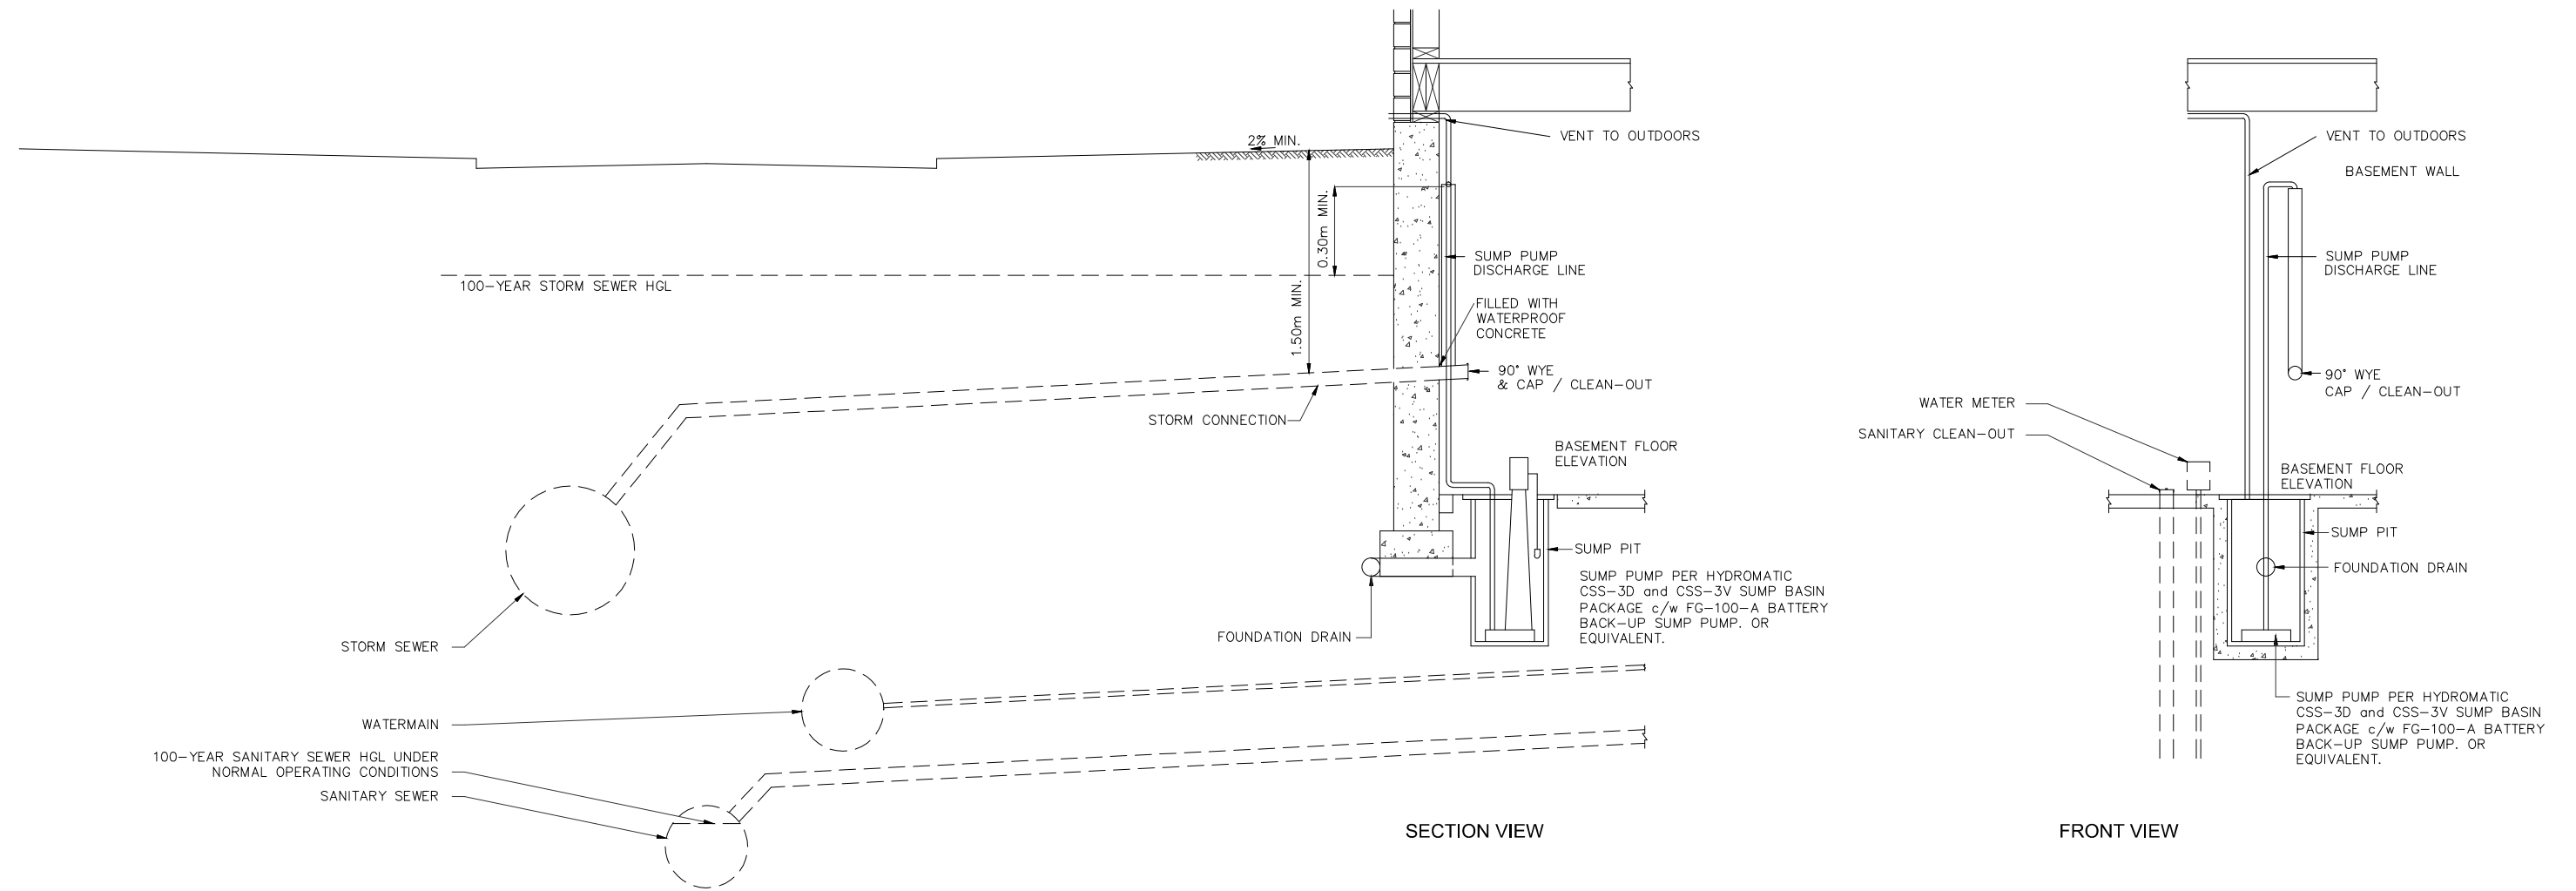 2% MIN.
VENT TO OUTDOORS
0.30m MIN.
1.50m MIN.
100-YEAR STORM SEWER HGL
SUMP PUMP
DISCHARGE LINE
FILLED WITH
WATERPROOF
CONCRETE
90° WYE
& CAP / CLEAN-OUT
STORM CONNECTION
BASEMENT FLOOR
ELEVATION
SUMP PIT
SUMP PUMP PER HYDROMATIC
CSS-3D and CSS-3V SUMP BASIN
PACKAGE c/w FG-100-A BATTERY
BACK-UP SUMP PUMP. OR
EQUIVALENT.
FOUNDATION DRAIN
STORM SEWER
WATERMAIN
100-YEAR SANITARY SEWER HGL UNDER
NORMAL OPERATING CONDITIONS
SANITARY SEWER
SECTION VIEW
VENT TO OUTDOORS
BASEMENT WALL
SUMP PUMP
DISCHARGE LINE
90° WYE
CAP / CLEAN-OUT
WATER METER
SANITARY CLEAN-OUT
BASEMENT FLOOR
ELEVATION
SUMP PIT
FOUNDATION DRAIN
SUMP PUMP PER HYDROMATIC
CSS-3D and CSS-3V SUMP BASIN
PACKAGE c/w FG-100-A BATTERY
BACK-UP SUMP PUMP. OR
EQUIVALENT.
FRONT VIEW